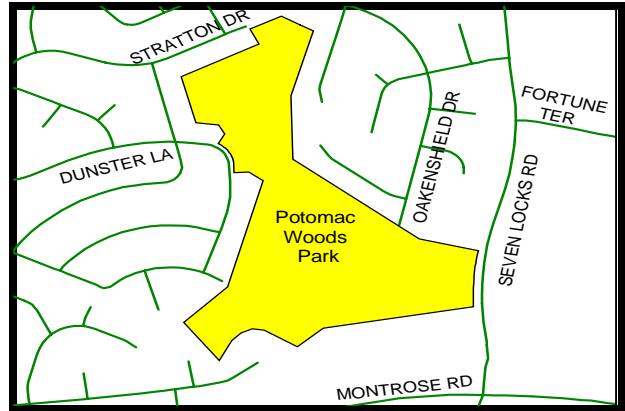 STRATTON DR
FORTUNE
TER
DUNSTER LA
OAKENSHIELD DR
SEVEN LOCKS RD
Potomac
Woods
Park
MONTROSE RD